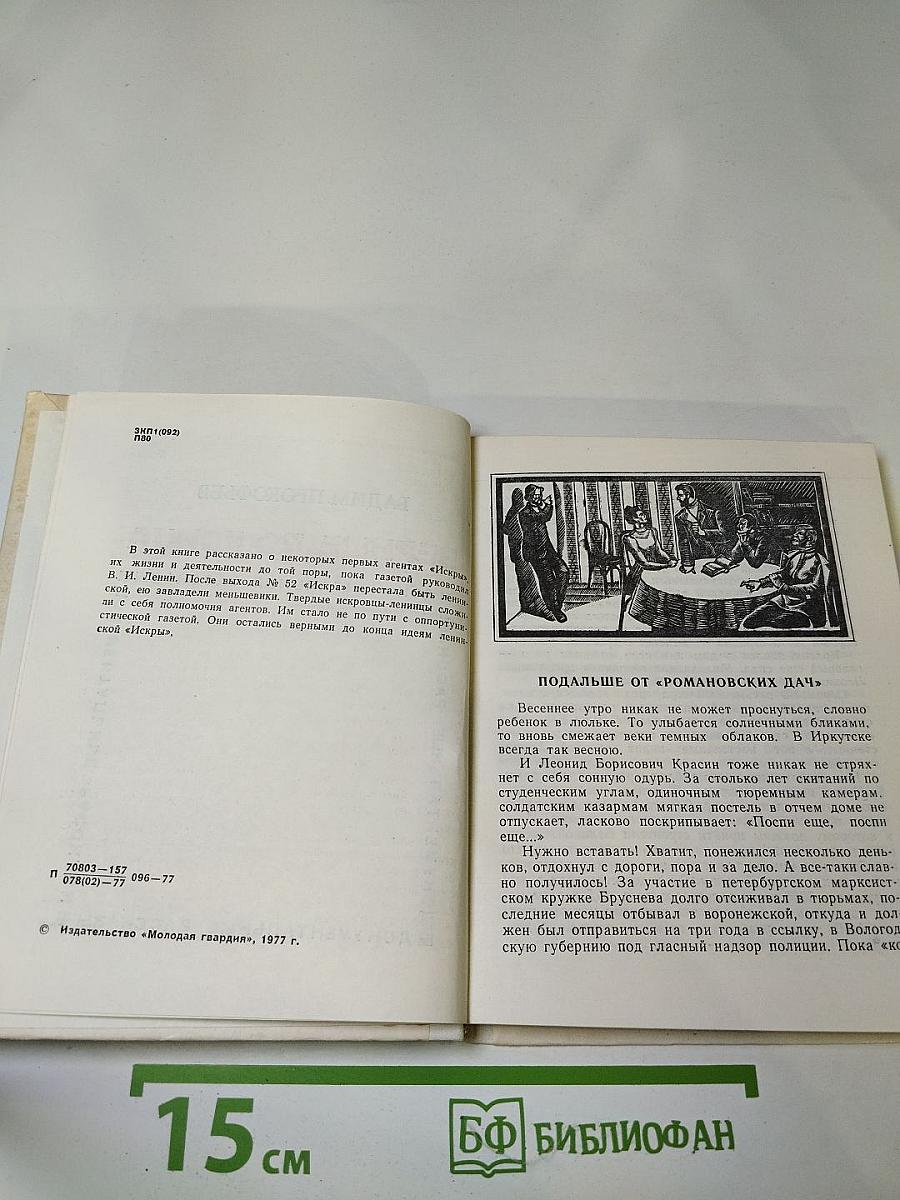 ЗКП1(092)
П80
ВАДИМ ПРОКОФЬЕВ
В этой книге рассказано о некоторых первых агентах «Искры»,
их жизни и деятельности до той поры, пока газетой руководил
В. И. Ленин. После выхода № 52 «Искра» перестала быть ленин-
ской, ею завладели меньшевики. Твердые искровцы-ленинцы сложи-
ли с себя полномочия агентов. Им стало не по пути с оппортуни-
стической газетой. Они остались верными до конца идеям ленин-
ской «Искры».
П 70803—157
078(02)—77 096—77
© Издательство «Молодая гвардия», 1977 г.
ПОДАЛЬШЕ ОТ «РОМАНОВСКИХ ДАЧ»
Весеннее утро никак не может проснуться, словно
ребенок в люльке. То улыбается солнечными бликами,
то вновь смежает веки темных облаков. В Иркутске
всегда так весною.
И Леонид Борисович Красин тоже никак не стрях-
нет с себя сонную одурь. За столько лет скитаний по
студенческим углам, одиночным тюремным камерам,
солдатским казармам мягкая постель в отчем доме не
отпускает, ласково поскрипывает: «Поспи еще, поспи
еще...»
Нужно вставать! Хватит, понежился несколько день-
ков, отдохнул с дороги, пора и за дело. А все-таки слав-
но получилось! За участие в петербургском марксист-
ском кружке Бруснева долго отсиживал в тюрьмах, по-
следние месяцы отбывал в воронежской, откуда и дол-
жен был отправиться на три года в ссылку, в Вологод
скую губернию под гласный надзор полиции. Пока «ко
15 см
БФ БИБЛИОФАН